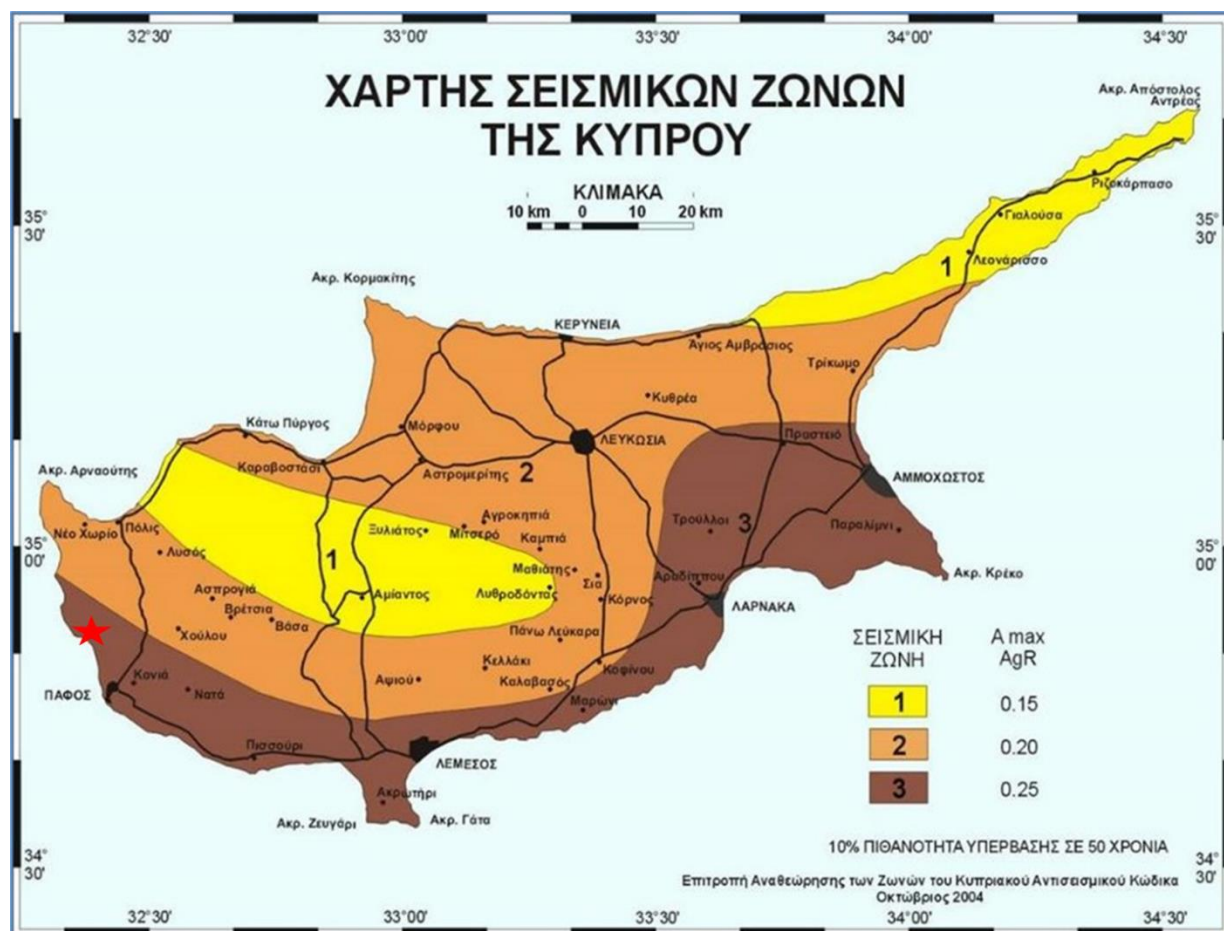 32°30' 33°00' 33°30' 34°00' 34°30'
ΧΑΡΤΗΣ ΣΕΙΣΜΙΚΩΝ ΖΩΝΩΝ
ΤΗΣ ΚΥΠΡΟΥ
ΚΛΙΜΑΚΑ
10 km 0 10 20 km
Ακρ. Απόστολος
Αντρέας
Ριζοκάρπασο
35°
30'
Γιαλούσα
35°
30'
Λεονάρισσο
1
Ακρ. Κορμακίτης
ΚΕΡΥΝΕΙΑ
Άγιος Αμβρόσιος
Τρίκωμο
Κυθρέα
Κάτω Πύργος
Μόρφου
ΛΕΥΚΩΣΙΑ
Πραστειό
Ακρ. Αρναούτης
Καραβοστάσι
Αστρομερίτης
2
ΑΜΜΟΧΩΣΤΟΣ
Νέο Χωρίο
Πόλις
Ξυλιάτος
Αγροκηπιά
Μιτσερό
Τρούλλοι
3
Παραλίμνι
35°
00'
Λυσός
1
Καμπιά
35°
00'
Μαθιάτης
Σια
Αραδίππου
Ακρ. Κρέκο
Ασπρογιά
Αμίαντος
Λυθροδόντας
Κόρνος
ΛΑΡΝΑΚΑ
Βρέτσια
Βάσα
Χούλου
Πάνω Λεύκαρα
Κελλάκι
Κοφίνου
Κονιά
Νατά
Αψιού
Καλαβασός
Μαρώνι
ΠΑΦΟΣ
Πισσούρι
ΛΕΜΕΣΟΣ
Ακρωτήρι
Ακρ. Ζευγάρι
Ακρ. Γάτα
ΣΕΙΣΜΙΚΗ
ΖΩΝΗ
A max
AgR
1 0.15
2 0.20
3 0.25
10% ΠΙΘΑΝΟΤΗΤΑ ΥΠΕΡΒΑΣΗΣ ΣΕ 50 ΧΡΟΝΙΑ
34°
30'
34°
30'
Επιτροπή Αναθεώρησης των Ζωνών του Κυπριακού Αντισεισμικού Κώδικα
Οκτώβριος 2004
32°30' 33°00' 33°30' 34°00' 34°30'